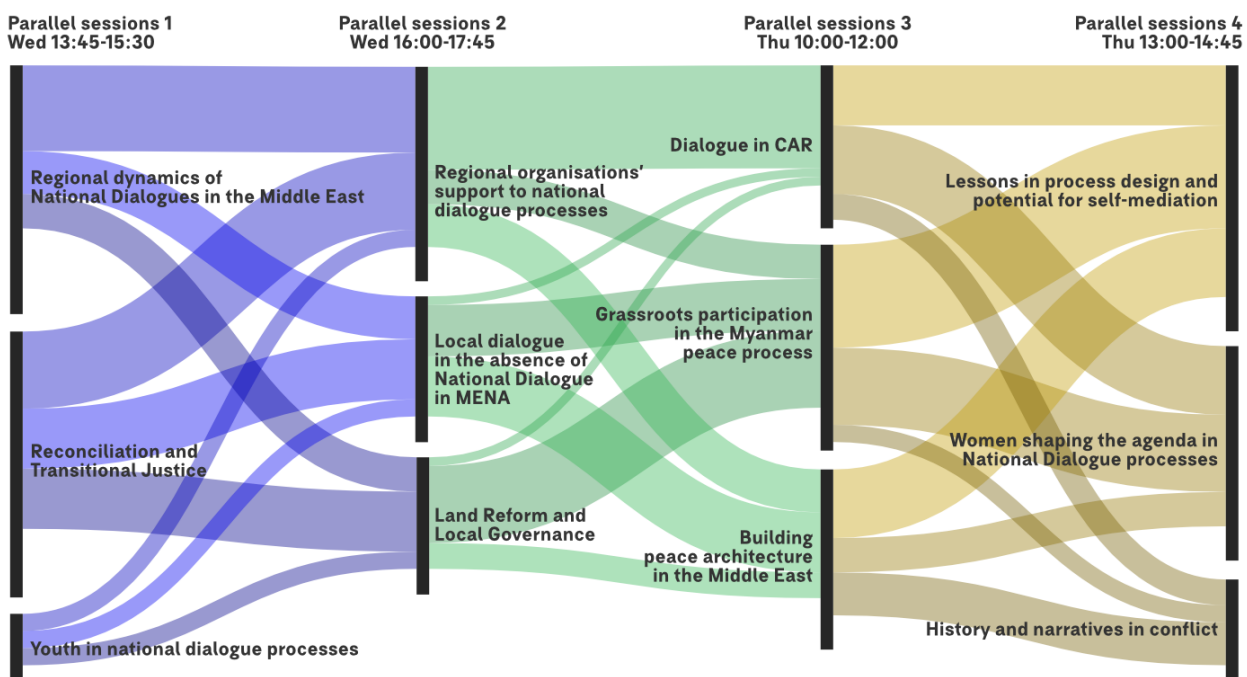 Parallel sessions 1
Wed 13:45-15:30
Parallel sessions 2
Wed 16:00-17:45
Parallel sessions 3
Thu 10:00-12:00
Parallel sessions 4
Thu 13:00-14:45
Regional dynamics of
National Dialogues in the Middle East
Reconciliation and
Transitional Justice
Youth in national dialogue processes
Regional organisations’
support to national
dialogue processes
Local dialogue
in the absence of
National Dialogue
in MENA
Land Reform and
Local Governance
Dialogue in CAR
Grassroots participation
in the Myanmar
peace process
Building
peace architecture
in the Middle East
Lessons in process design and
potential for self-mediation
Women shaping the agenda in
National Dialogue processes
History and narratives in conflict